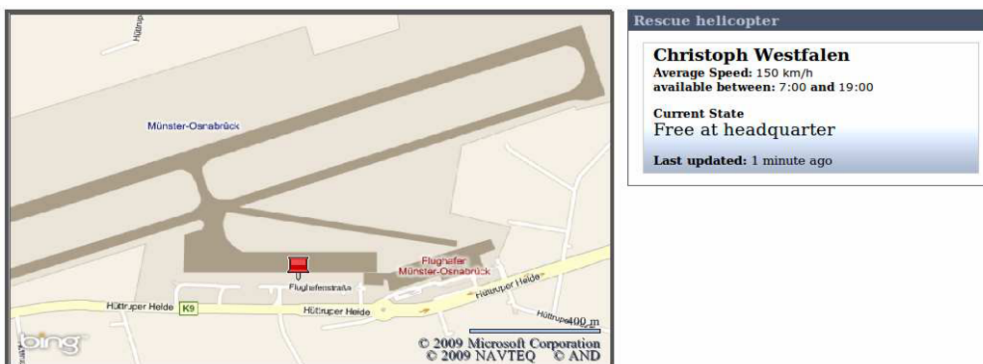 Hüttrup
Münster-Osnabrück
Flughafen
Münster-Osnabrück
Flughafenstraße
Hüttruper Heide
K9
Hüttruper Heide
Hüttruper Heide
400 m
bing
© 2009 Microsoft Corporation
© 2009 NAVTEQ © AND
Rescue helicopter
Christoph Westfalen
Average Speed: 150 km/h
available between: 7:00 and 19:00
Current State
Free at headquarter
Last updated: 1 minute ago